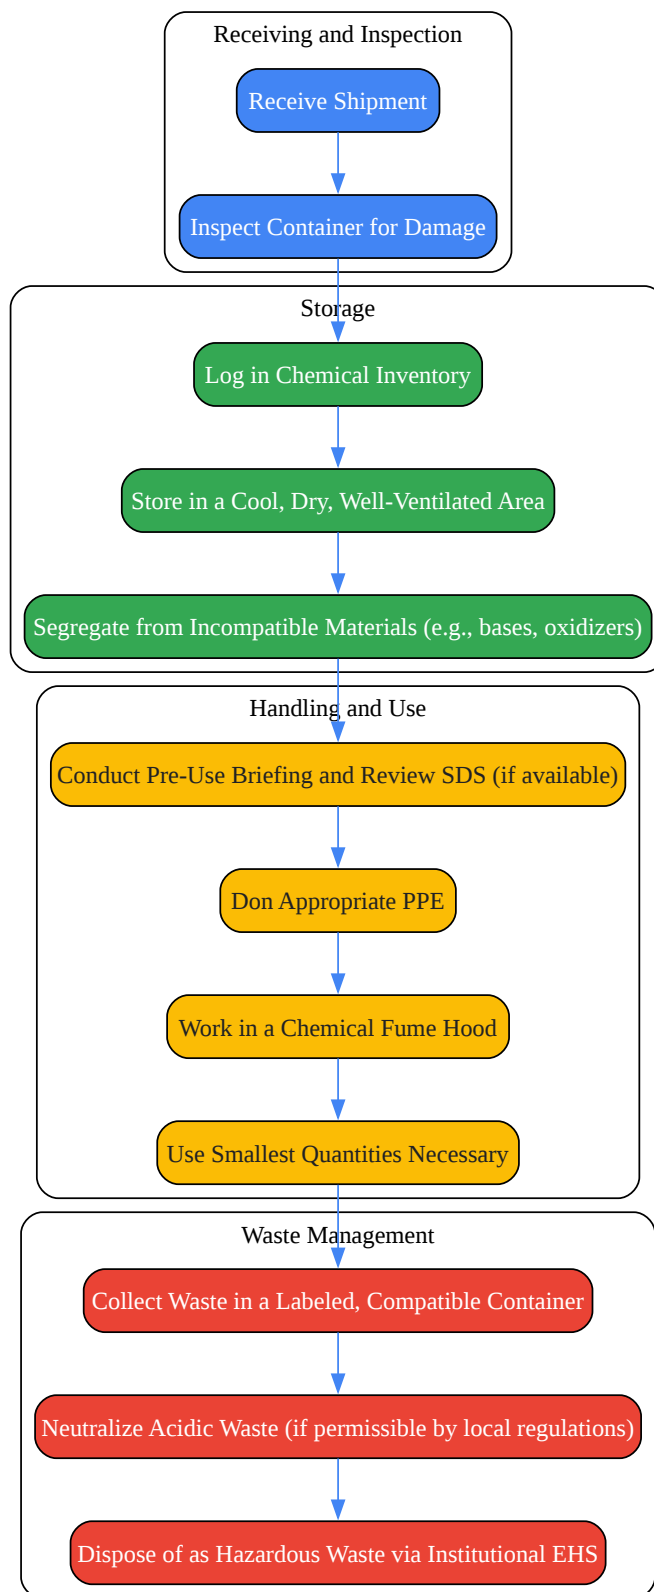 Receiving and Inspection
Receive Shipment
Inspect Container for Damage
Storage
Log in Chemical Inventory
Store in a Cool, Dry, Well-Ventilated Area
Segregate from Incompatible Materials (e.g., bases, oxidizers)
Handling and Use
Conduct Pre-Use Briefing and Review SDS (if available)
Don Appropriate PPE
Work in a Chemical Fume Hood
Use Smallest Quantities Necessary
Waste Management
Collect Waste in a Labeled, Compatible Container
Neutralize Acidic Waste (if permissible by local regulations)
Dispose of as Hazardous Waste via Institutional EHS